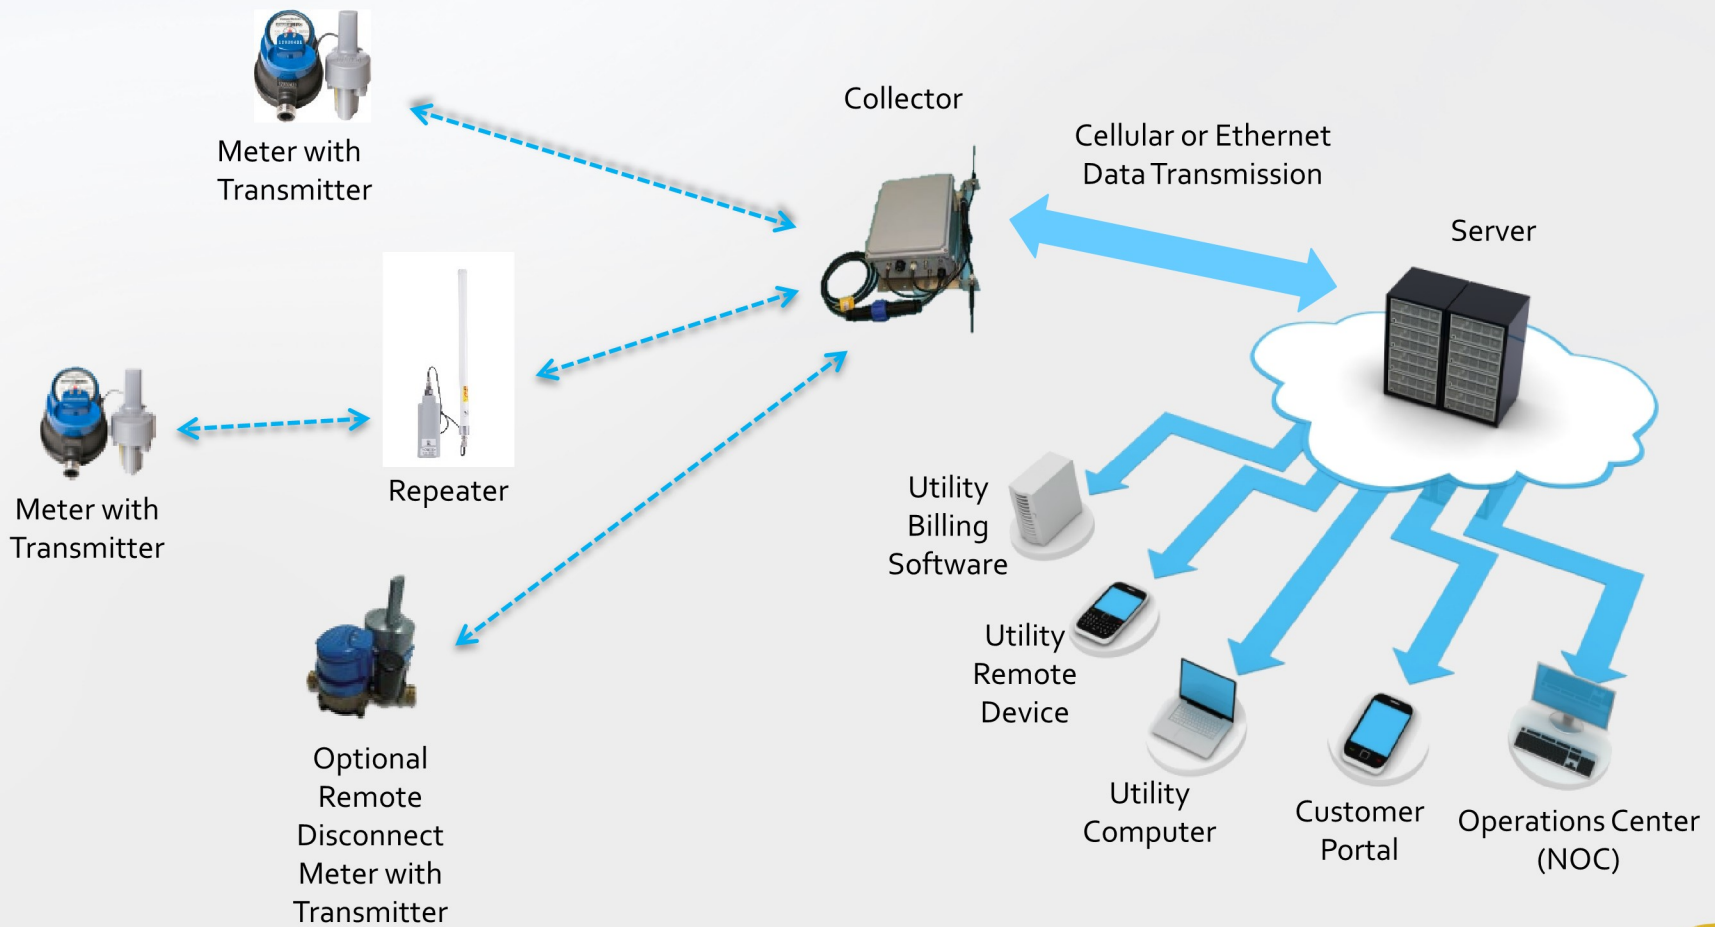 Meter with
Transmitter
Collector
Cellular or Ethernet
Data Transmission
Server
Meter with
Transmitter
Repeater
Utility
Billing
Software
Utility
Remote
Device
Optional
Remote
Disconnect
Meter with
Transmitter
Utility
Computer
Customer
Portal
Operations Center
(NOC)